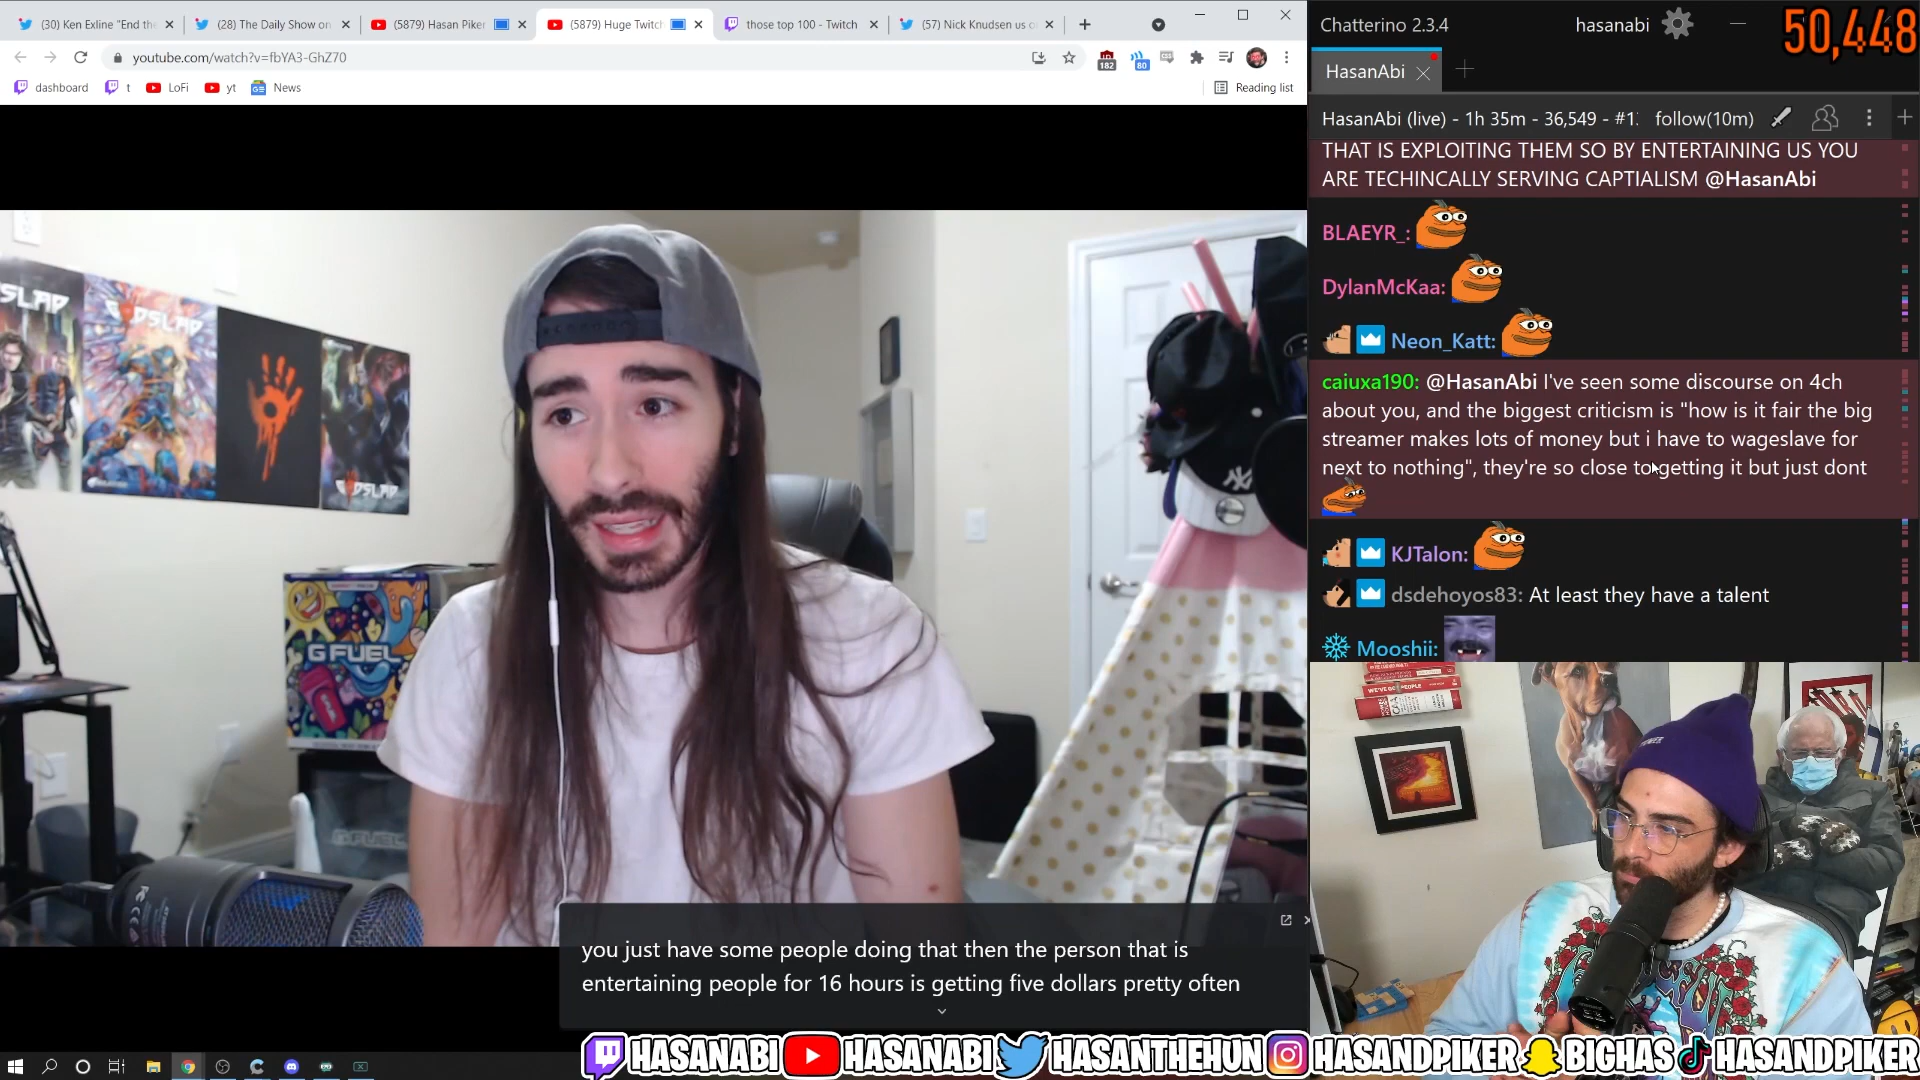 (30) Ken Exline "End the
(28) The Daily Show on
(5879) Hasan Piker
(5879) Huge Twitch
those top 100 - Twitch
(57) Nick Knudsen us o
youtube.com/watch?v=fbYA3-GhZ70
182
80
dashboard
t
LoFi
yt
News
Reading list
Chatterino 2.3.4
hasanabi
50,448
HasanAbi
HasanAbi (live) - 1h 35m - 36,549 - #1:
follow(10m)
THAT IS EXPLOITING THEM SO BY ENTERTAINING US YOU
ARE TECHINCALLY SERVING CAPTIALISM @HasanAbi
BLAEYR_:
DylanMcKaa:
Neon_Katt:
caiuxa190: @HasanAbi I've seen some discourse on 4ch
about you, and the biggest criticism is "how is it fair the big
streamer makes lots of money but i have to wageslave for
next to nothing", they're so close to getting it but just dont
KJTalon:
dsdehoyos83: At least they have a talent
Mooshii:
G FUEL
you just have some people doing that then the person that is
entertaining people for 16 hours is getting five dollars pretty often
HASANABI
HASANABI
HASANTHEHUN
HASANDPIKER
BIGHAS
HASANDPIKER